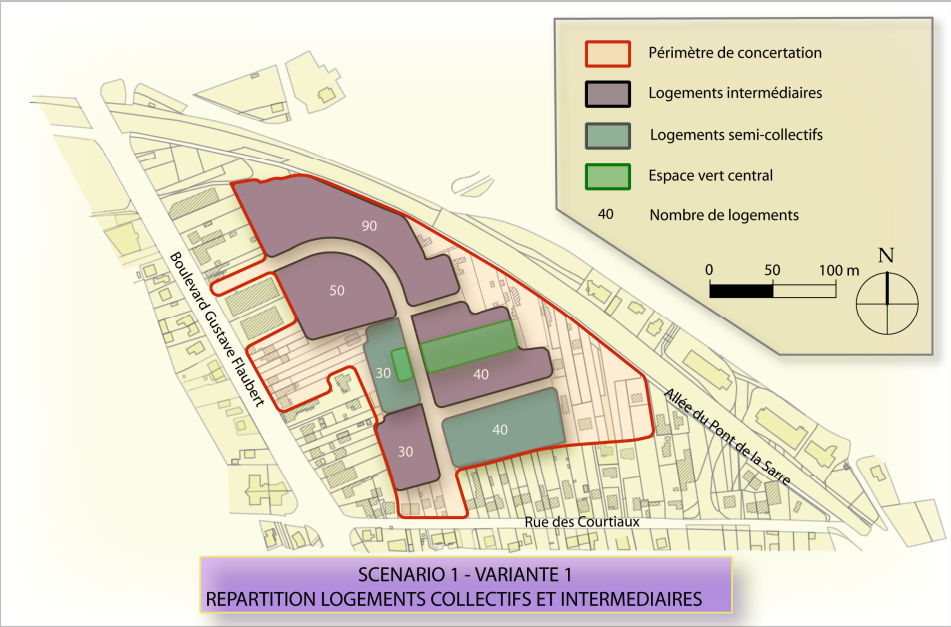 Périmètre de concertation
Logements intermédiaires
Logements semi-collectifs
Espace vert central
40 Nombre de logements
0 50 100 m
N
90
50
30
40
40
30
Boulevard Gustave Flaubert
Allée du Pont de la Sarre
Rue des Courtiaux
SCENARIO 1 - VARIANTE 1
REPARTITION LOGEMENTS COLLECTIFS ET INTERMEDIAIRES